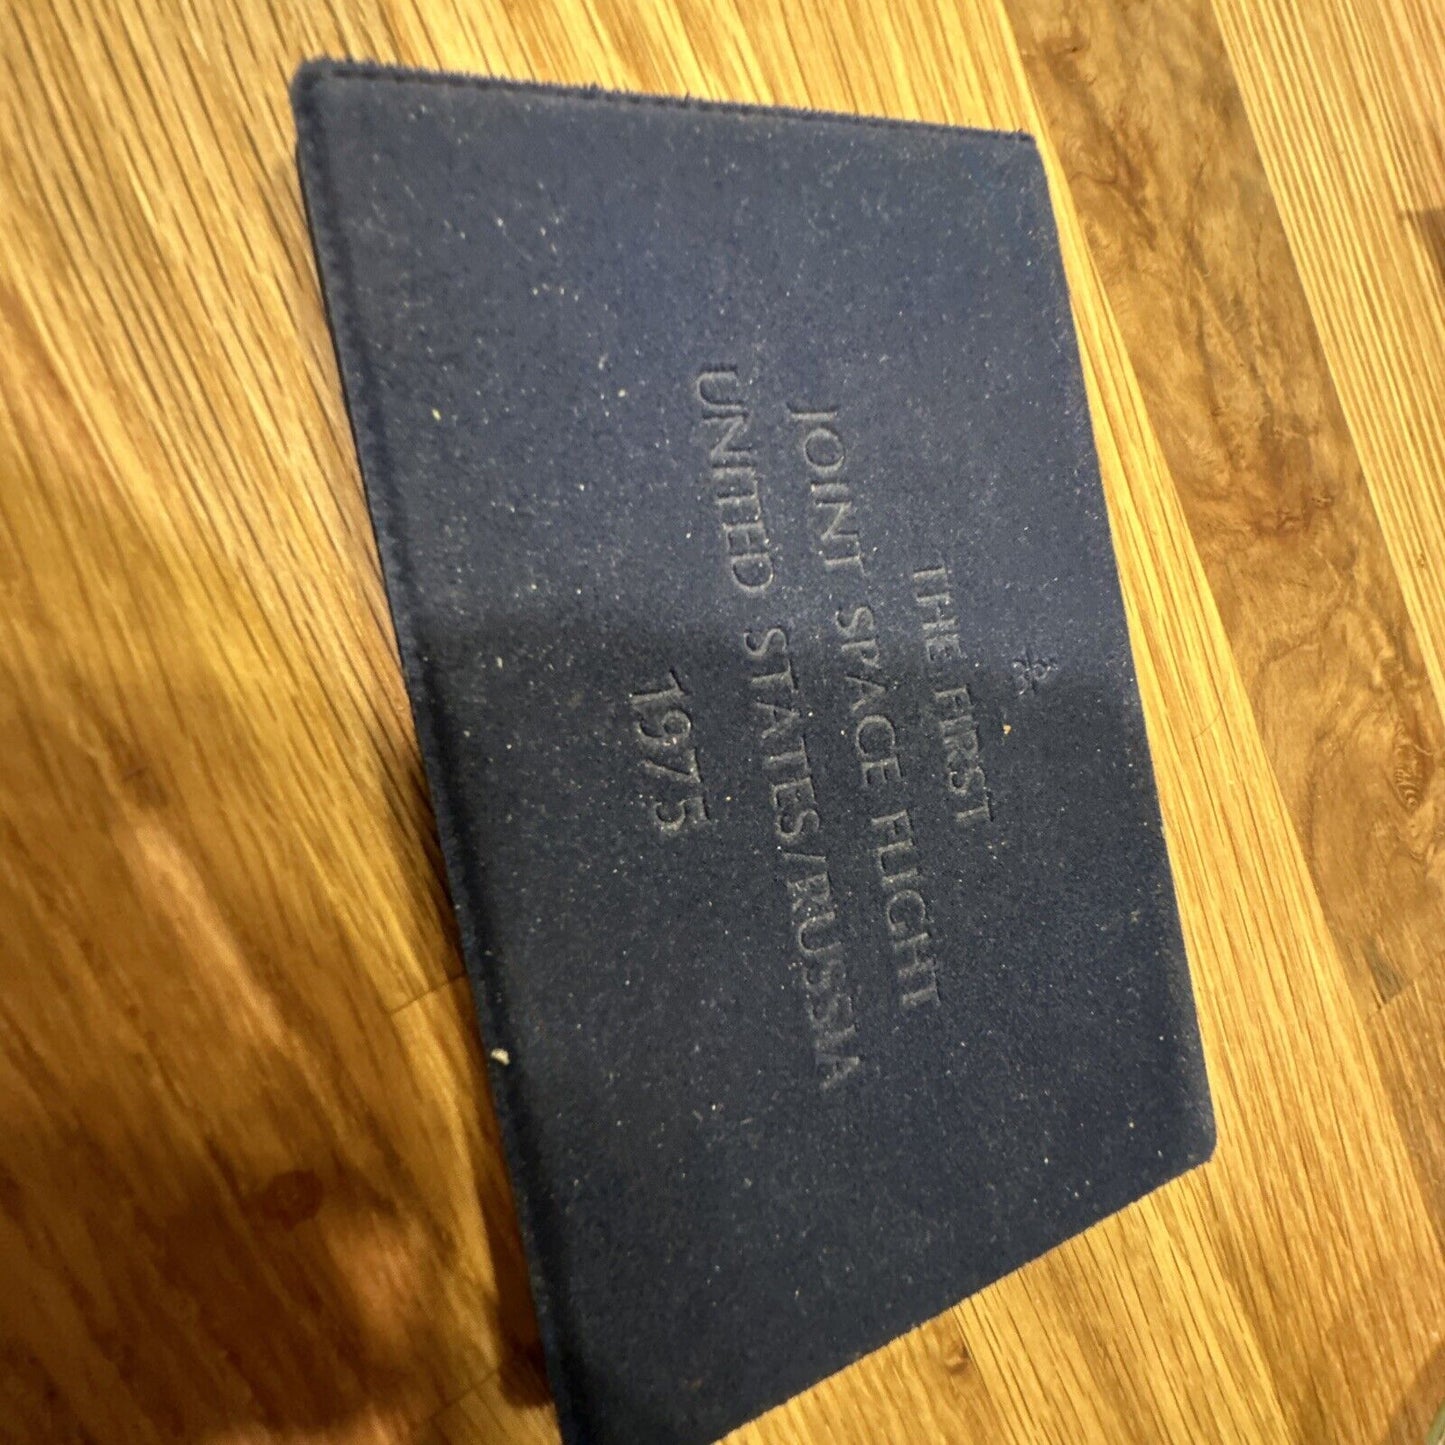 THE FIRST
JOINT SPACE FLIGHT
UNITED STATES/RUSSIA
1975